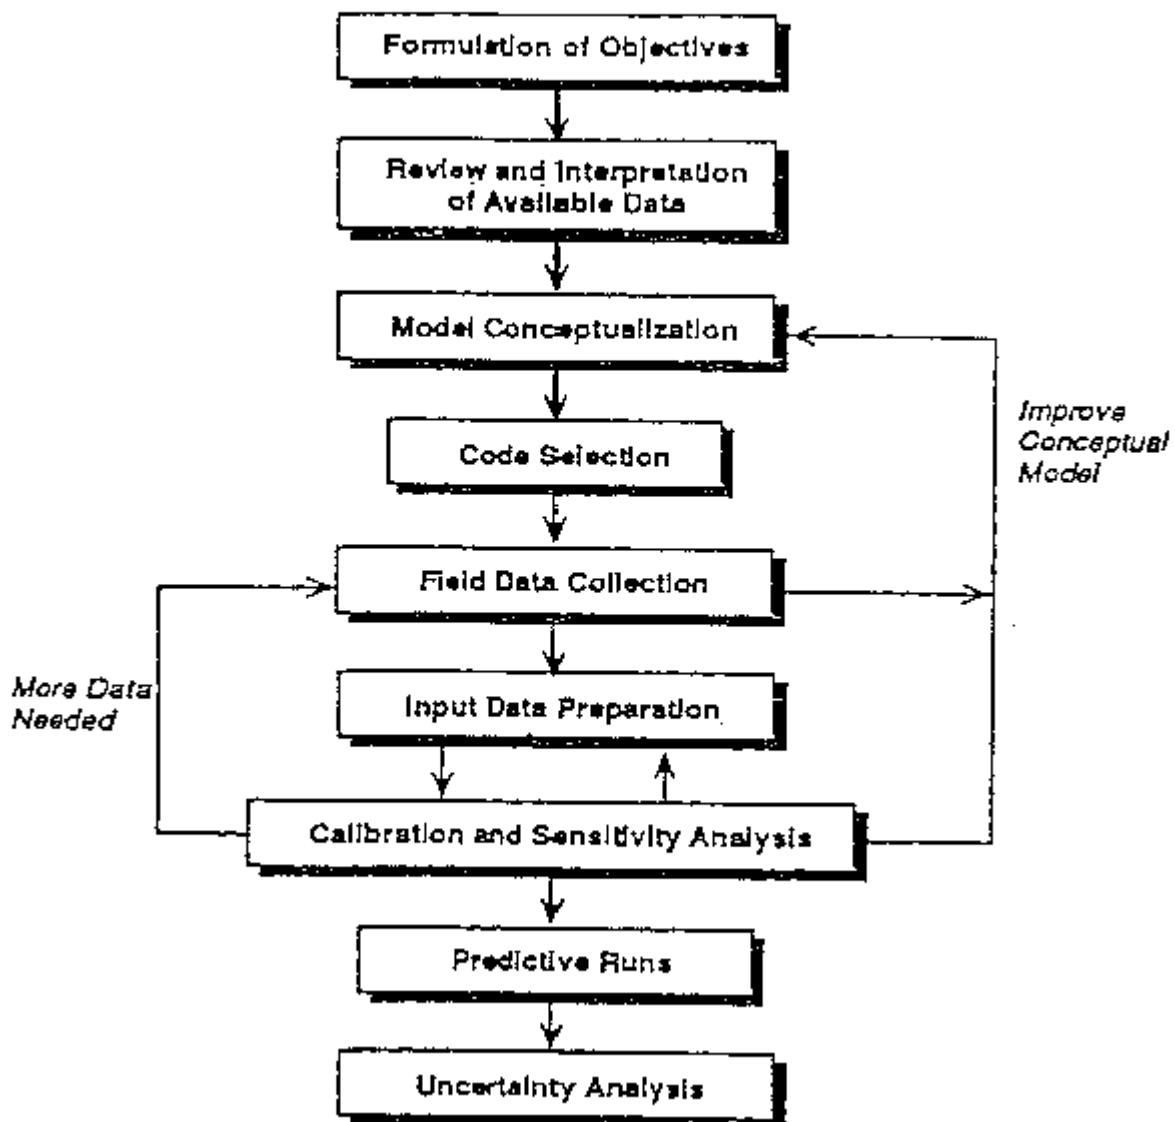 Formulation of Objectives
Review and Interpretation
of Available Data
Model Conceptualization
Improve
Conceptual
Model
Code Selection
Field Data Collection
More Data
Needed
Input Data Preparation
Calibration and Sensitivity Analysis
Predictive Runs
Uncertainty Analysis